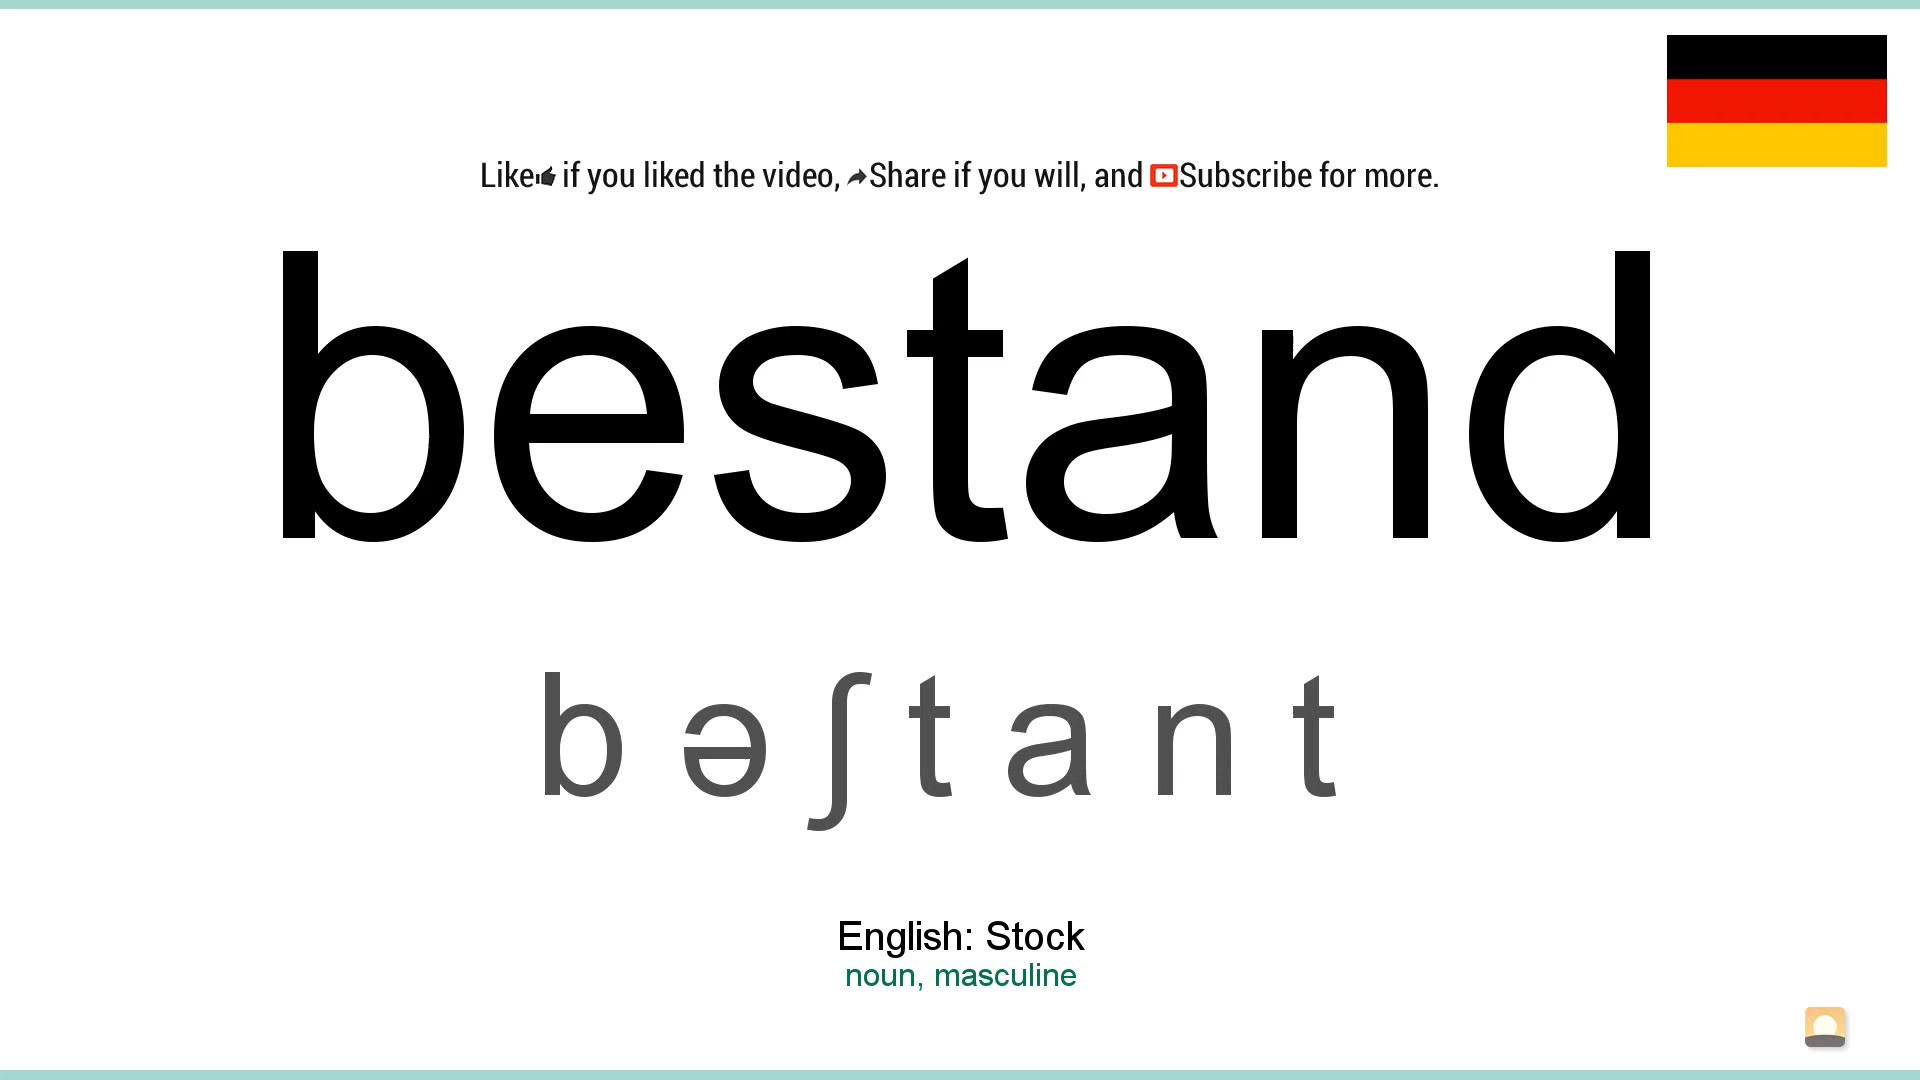 Like if you liked the video, Share if you will, and Subscribe for more.
bestand
b ə ʃ t a n t
English: Stock
noun, masculine